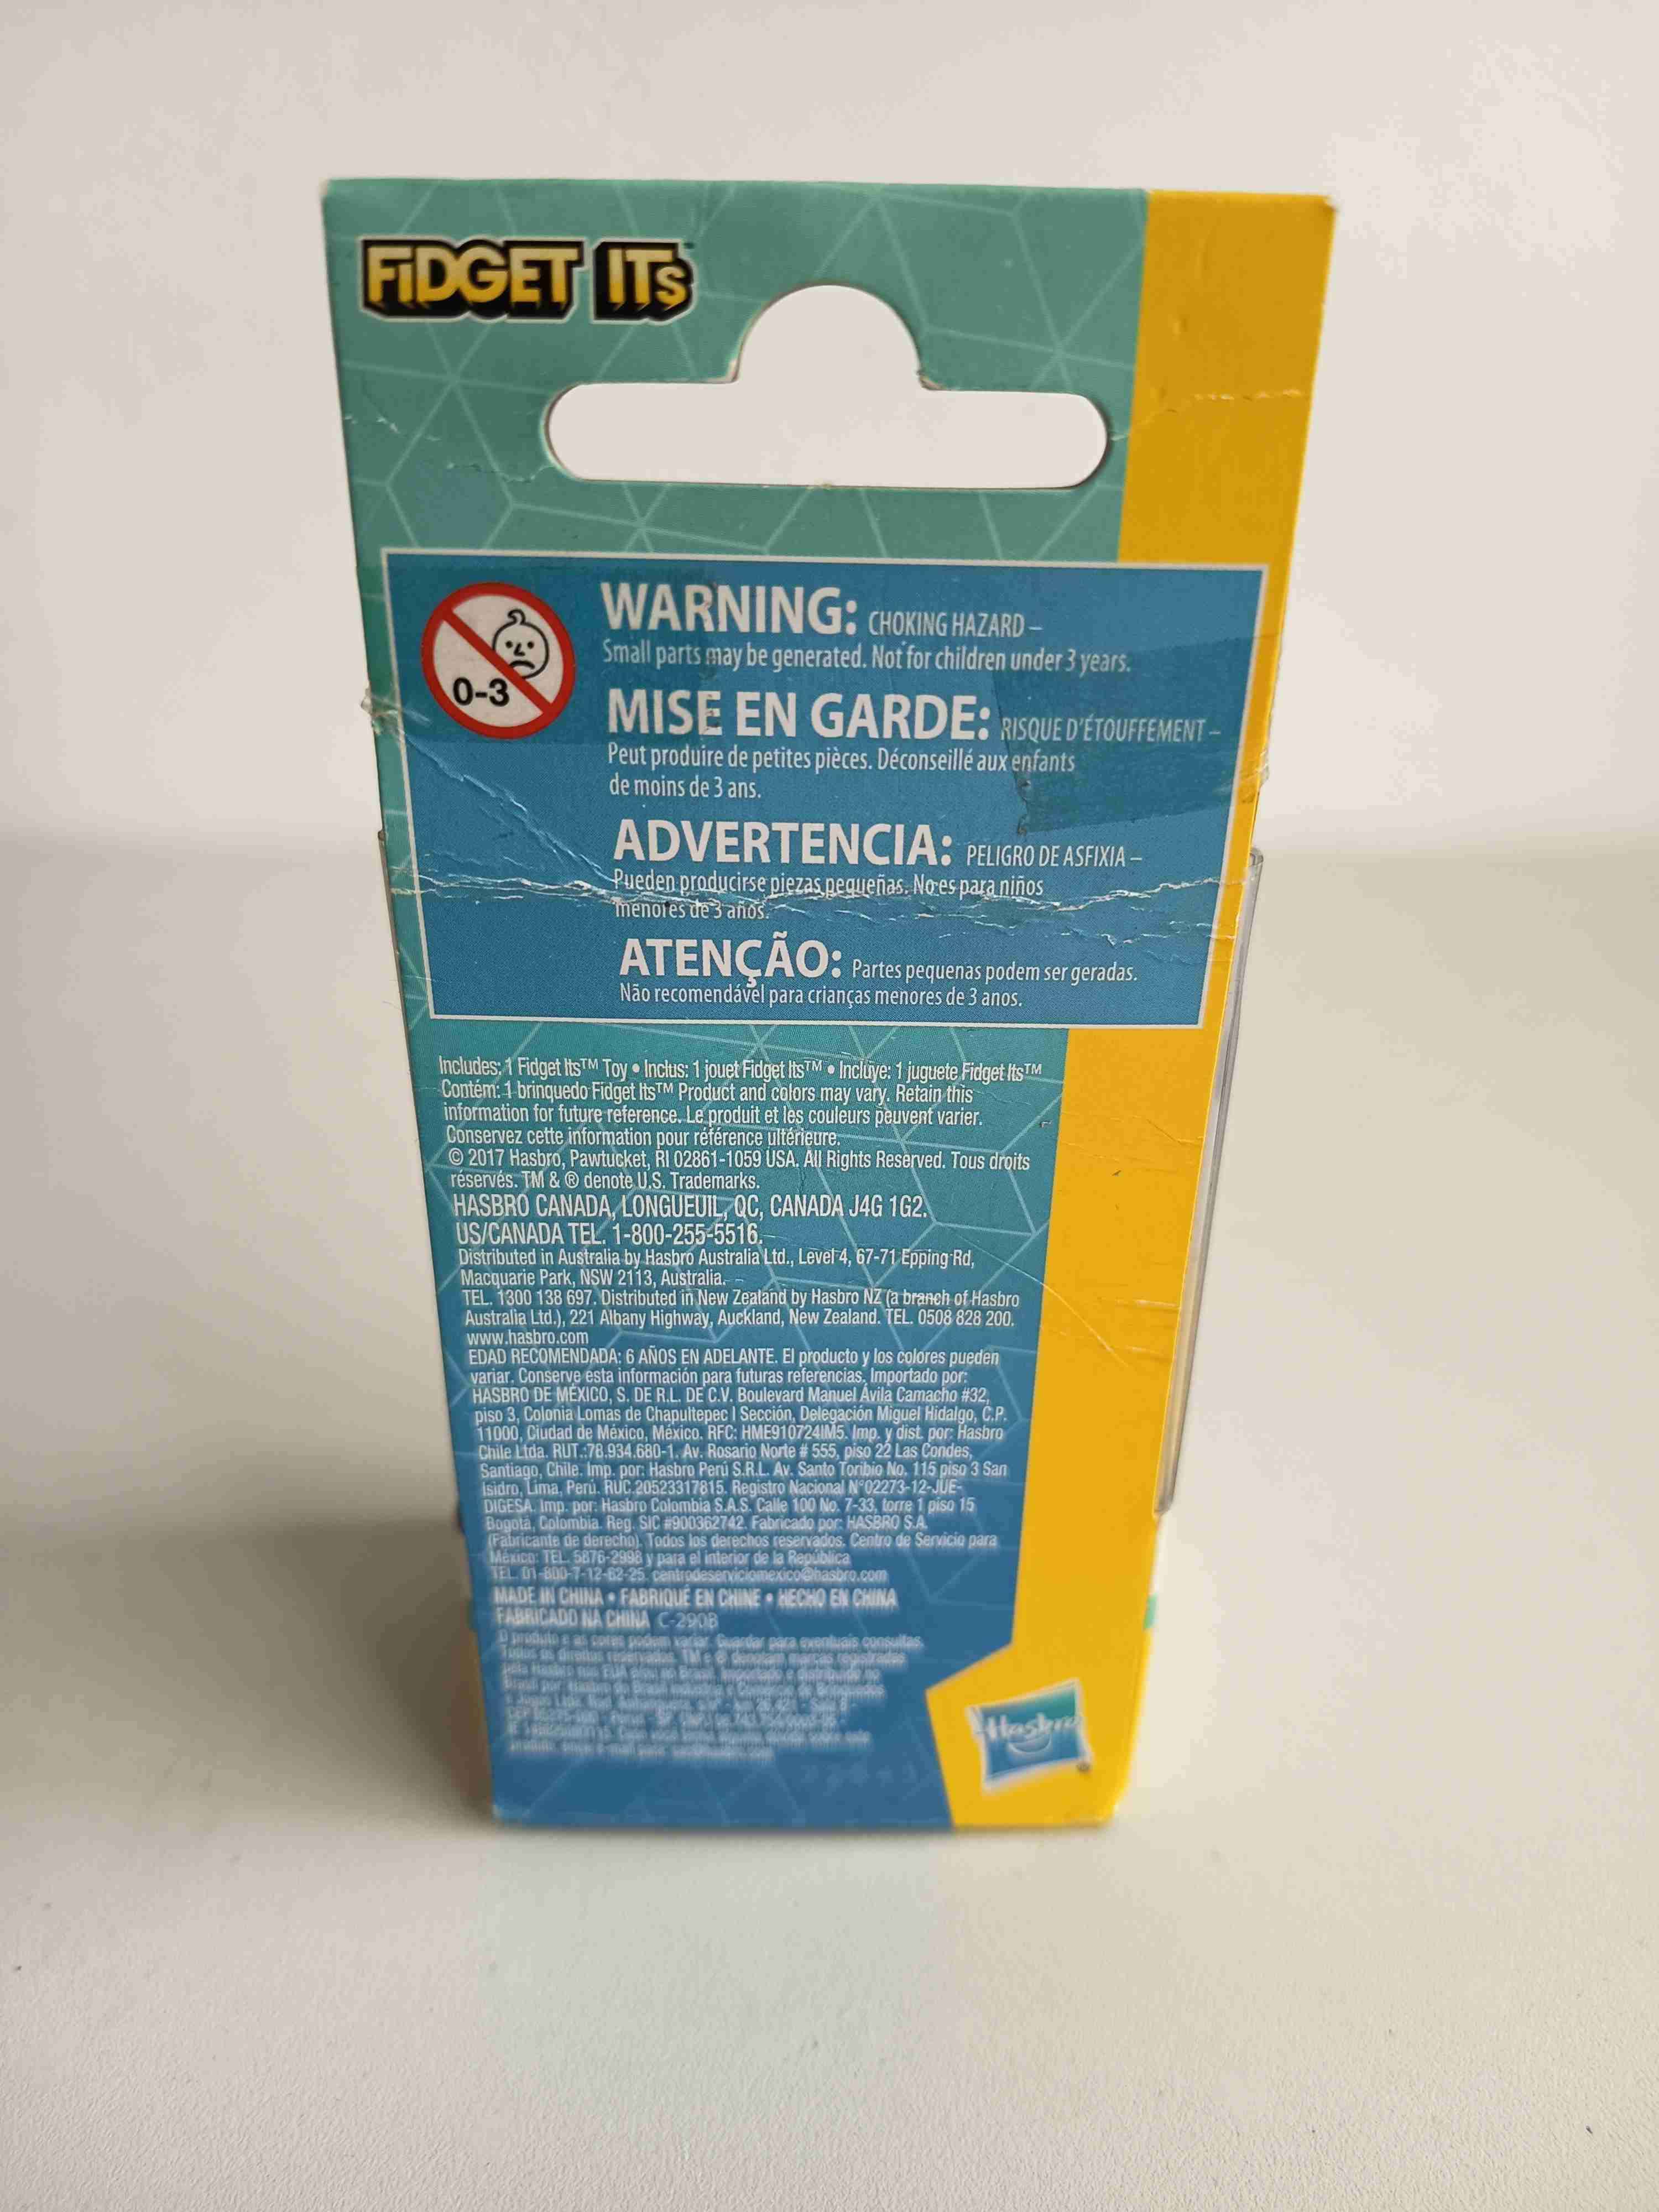 FIDGET ITS™
0-3
WARNING: CHOKING HAZARD –
Small parts may be generated. Not for children under 3 years.
MISE EN GARDE: RISQUE D'ÉTOUFFEMENT –
Peut produire de petites pièces. Déconseillé aux enfants
de moins de 3 ans.
ADVERTENCIA: PELIGRO DE ASFIXIA –
Pueden producirse piezas pequeñas. No es para niños
menores de 3 años.
ATENÇÃO: Partes pequenas podem ser geradas.
Não recomendável para crianças menores de 3 anos.
Includes: 1 Fidget Its™ Toy • Inclus: 1 jouet Fidget Its™ • Incluye: 1 juguete Fidget Its™
Contém: 1 brinquedo Fidget Its™ Product and colors may vary. Retain this
information for future reference. Le produit et les couleurs peuvent varier.
Conservez cette information pour référence ultérieure.
© 2017 Hasbro, Pawtucket, RI 02861-1059 USA. All Rights Reserved. Tous droits
réservés. TM & ® denote U.S. Trademarks.
HASBRO CANADA, LONGUEUIL, QC, CANADA J4G 1G2.
US/CANADA TEL. 1-800-255-5516.
Distributed in Australia by Hasbro Australia Ltd., Level 4, 67-71 Epping Rd,
Macquarie Park, NSW 2113, Australia.
TEL. 1300 138 697. Distributed in New Zealand by Hasbro NZ (a branch of Hasbro
Australia Ltd.), 221 Albany Highway, Auckland, New Zealand. TEL. 0508 828 200.
www.hasbro.com
EDAD RECOMENDADA: 6 AÑOS EN ADELANTE. El producto y los colores pueden
variar. Conserve esta información para futuras referencias. Importado por:
HASBRO DE MÉXICO, S. DE R.L. DE C.V. Boulevard Manuel Ávila Camacho #32,
piso 3, Colonia Lomas de Chapultepec I Sección, Delegación Miguel Hidalgo, C.P.
11000, Ciudad de México, México. RFC: HME910724IM5. Imp. y dist. por: Hasbro
Chile Ltda. RUT.:78.934.680-1. Av. Rosario Norte # 555, piso 22 Las Condes,
Santiago, Chile. Imp. por: Hasbro Perú S.R.L. Av. Santo Toribio No. 115 piso 3 San
Isidro, Lima, Perú. RUC.20523317815. Registro Nacional N°02273-12-JUE-
DIGESA. Imp. por: Hasbro Colombia S.A.S. Calle 100 No. 7-33, torre 1 piso 15
Bogotá, Colombia. Reg. SIC #900362742. Fabricado por: HASBRO S.A.
(Fabricante de derecho). Todos los derechos reservados. Centro de Servicio para
México: TEL. 5876-2998 y para el interior de la República
TEL. 01-800-7-12-62-25. centrodeserviciomexico@hasbro.com
MADE IN CHINA • FABRIQUÉ EN CHINE • HECHO EN CHINA
FABRICADO NA CHINA C-290B
O produto e as cores podem variar. Guardar para eventuais consultas.
Todos os direitos reservados. TM e ® denotam marcas registradas
Hasbro
®